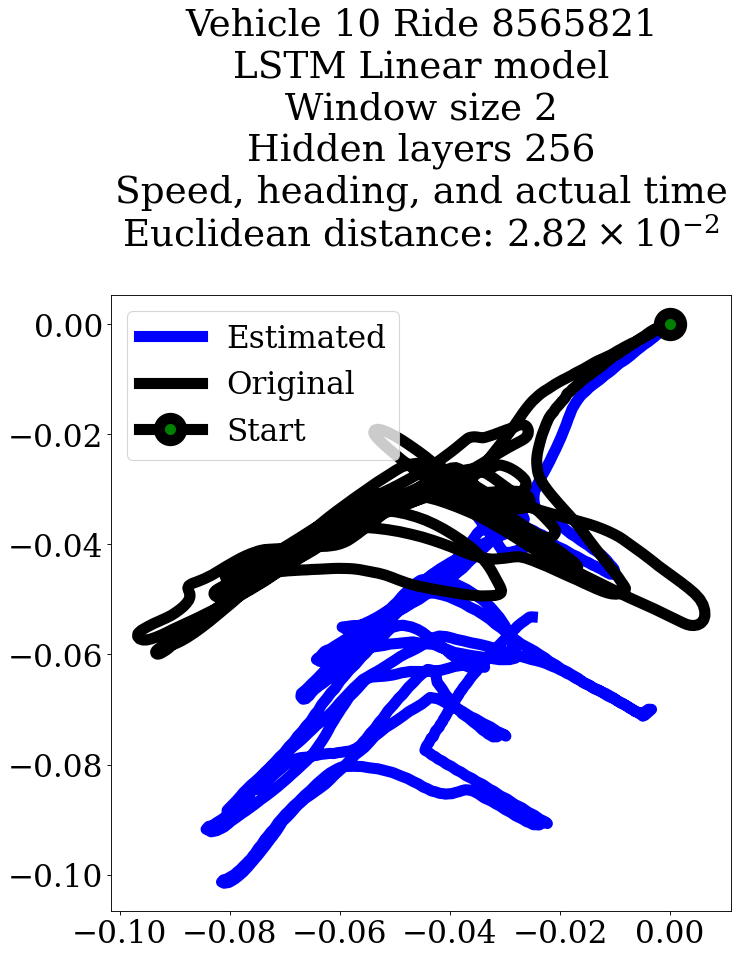 Vehicle 10 Ride 8565821
LSTM Linear model
Window size 2
Hidden layers 256
Speed, heading, and actual time
Euclidean distance: 2.82 × 10⁻²
Estimated
Original
Start
0.00
−0.02
−0.04
−0.06
−0.08
−0.10
−0.10 −0.08 −0.06 −0.04 −0.02 0.00